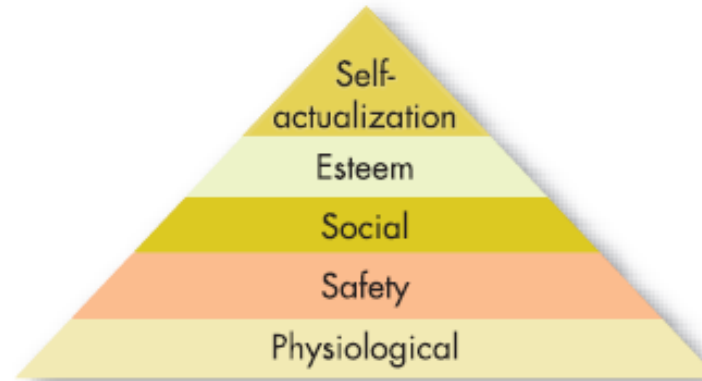 Self-
actualization
Esteem
Social
Safety
Physiological